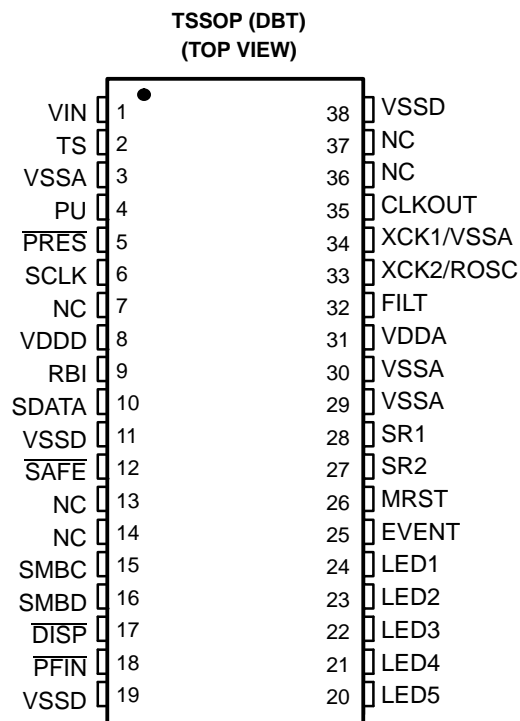 TSSOP (DBT)
(TOP VIEW)
VIN 1 38 VSSD
TS 2 37 NC
VSSA 3 36 NC
PU 4 35 CLKOUT
PRES 5 34 XCK1/VSSA
SCLK 6 33 XCK2/ROSC
NC 7 32 FILT
VDDD 8 31 VDDA
RBI 9 30 VSSA
SDATA 10 29 VSSA
VSSD 11 28 SR1
SAFE 12 27 SR2
NC 13 26 MRST
NC 14 25 EVENT
SMBC 15 24 LED1
SMBD 16 23 LED2
DISP 17 22 LED3
PFIN 18 21 LED4
VSSD 19 20 LED5